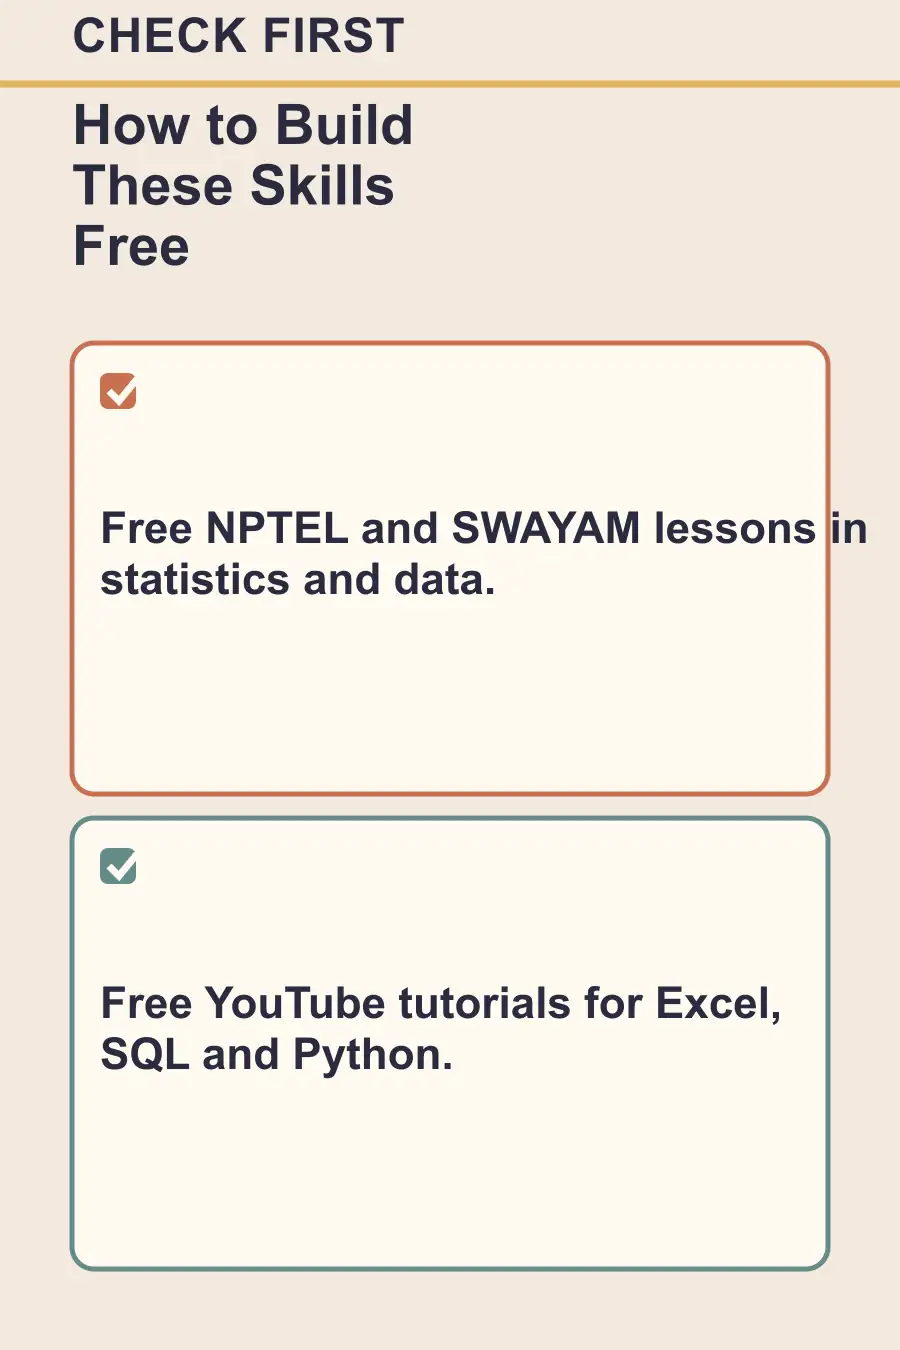 CHECK FIRST
How to Build
These Skills
Free
Free NPTEL and SWAYAM lessons in
statistics and data.
Free YouTube tutorials for Excel,
SQL and Python.